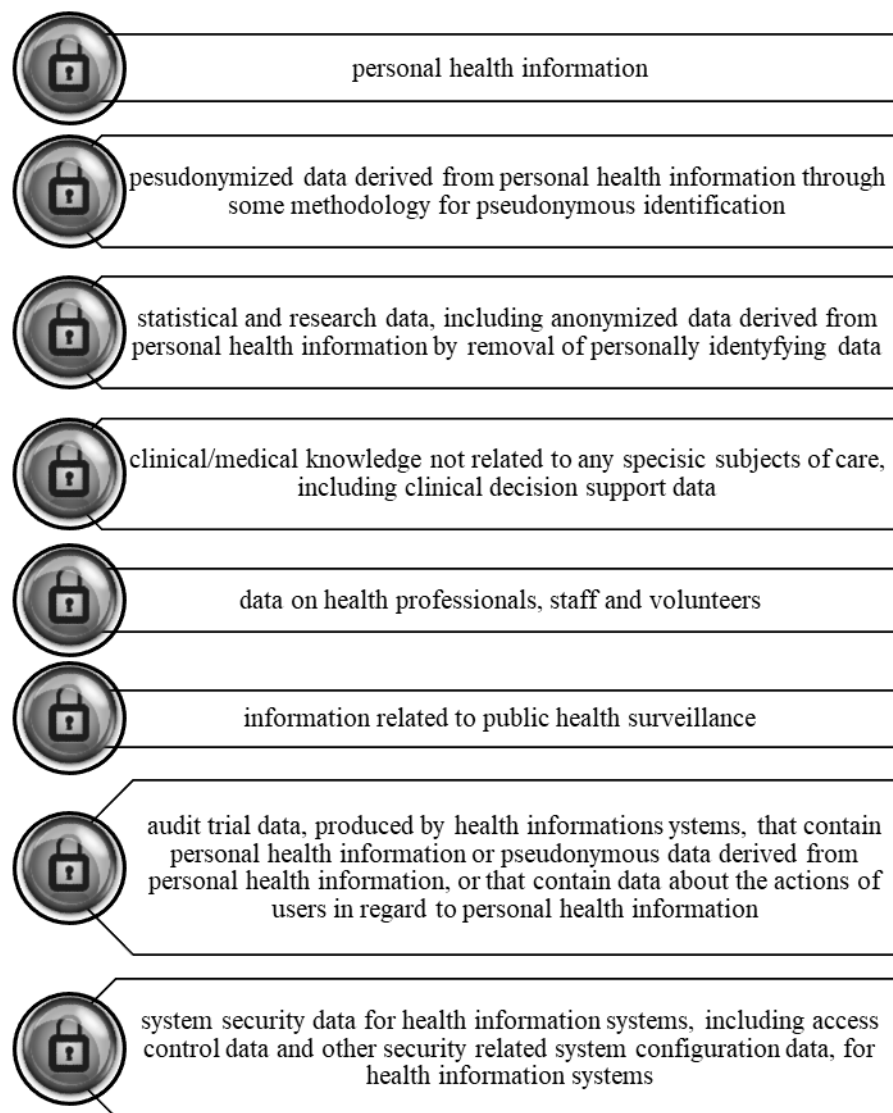 personal health information
pesudonymized data derived from personal health information through
some methodology for pseudonymous identification
statistical and research data, including anonymized data derived from
personal health information by removal of personally identyfying data
clinical/medical knowledge not related to any specisic subjects of care,
including clinical decision support data
data on health professionals, staff and volunteers
information related to public health surveillance
audit trial data, produced by health informations ystems, that contain
personal health information or pseudonymous data derived from
personal health information, or that contain data about the actions of
users in regard to personal health information
system security data for health information systems, including access
control data and other security related system configuration data, for
health information systems